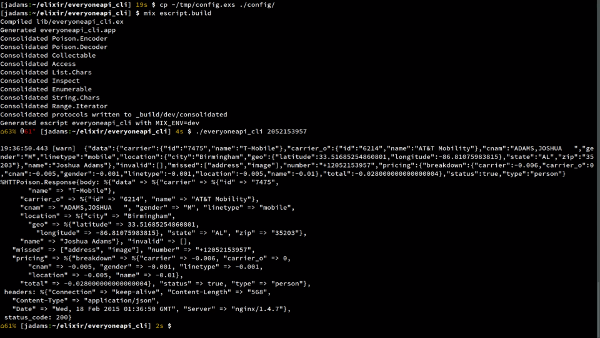 [jadams: ~/elixir/everyoneapi_cli] 19s $ cp ~/tmp/config.exs ./config/
[jadams: ~/elixir/everyoneapi_cli] $ mix escript.build
Compiled lib/everyoneapi_cli.ex
Generated everyoneapi_cli.app
Consolidated Poison.Encoder
Consolidated Poison.Decoder
Consolidated Collectable
Consolidated Access
Consolidated List.Chars
Consolidated Inspect
Consolidated Enumerable
Consolidated String.Chars
Consolidated Range.Iterator
Consolidated protocols written to _build/dev/consolidated
Generated escript everyoneapi_cli with MIX_ENV=dev
63% [jadams: ~/elixir/everyoneapi_cli] 4s $ ./everyoneapi_cli 2052153957
19:36:50.443 [warn]  {"data":{"carrier":{"id":"7475","name":"T-Mobile"},"carrier_o":{"id":"6214","name":"AT&T Mobility"},"cnam":"ADAMS,JOSHUA   ","ge
nder":"M","linetype":"mobile","location":{"city":"Birmingham","geo":{"latitude":33.51685254860801,"longitude":-86.81075983815},"state":"AL","zip":"35
203"},"name":"Joshua Adams"},"invalid":[],"missed":["address","image"],"number":"+12052153957","pricing":{"breakdown":{"carrier":-0.006,"carrier_o":0
,"cnam":-0.005,"gender":-0.001,"linetype":-0.001,"location":-0.005,"name":-0.01},"total":-0.028000000000000004},"status":true,"type":"person"}
%HTTPoison.Response{body: %{"data" => %{"carrier" => %{"id" => "7475",
"name" => "T-Mobile"},
"carrier_o" => %{"id" => "6214", "name" => "AT&T Mobility"},
"cnam" => "ADAMS,JOSHUA   ", "gender" => "M", "linetype" => "mobile",
"location" => %{"city" => "Birmingham",
"geo" => %{"latitude" => 33.51685254860801,
"longitude" => -86.81075983815}, "state" => "AL", "zip" => "35203"},
"name" => "Joshua Adams"}, "invalid" => [],
"missed" => ["address", "image"], "number" => "+12052153957",
"pricing" => %{"breakdown" => %{"carrier" => -0.006, "carrier_o" => 0,
"cnam" => -0.005, "gender" => -0.001, "linetype" => -0.001,
"location" => -0.005, "name" => -0.01},
"total" => -0.028000000000000004}, "status" => true, "type" => "person"},
headers: %{"Connection" => "keep-alive", "Content-Length" => "568",
"Content-Type" => "application/json",
"Date" => "Wed, 18 Feb 2015 01:36:50 GMT", "Server" => "nginx/1.4.7"},
status_code: 200}
61% [jadams: ~/elixir/everyoneapi_cli] 2s $